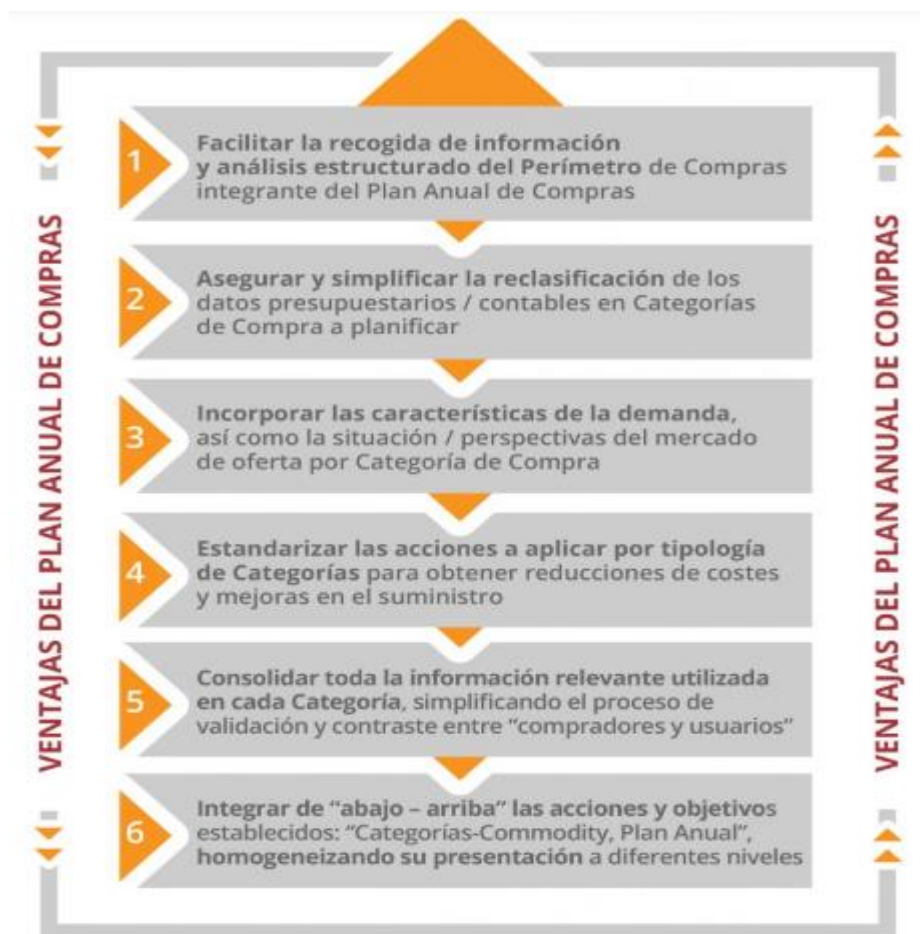 VENTAJAS DEL PLAN ANUAL DE COMPRAS
1
Facilitar la recogida de información
y análisis estructurado del Perímetro de Compras
integrante del Plan Anual de Compras
2
Asegurar y simplificar la reclasificación de los
datos presupuestarios / contables en Categorías
de Compra a planificar
3
Incorporar las características de la demanda,
así como la situación / perspectivas del mercado
de oferta por Categoría de Compra
4
Estandarizar las acciones a aplicar por tipología
de Categorías para obtener reducciones de costes
y mejoras en el suministro
5
Consolidar toda la información relevante utilizada
en cada Categoría, simplificando el proceso de
validación y contraste entre “compradores y usuarios”
6
Integrar de “abajo – arriba” las acciones y objetivos
establecidos: “Categorías-Commodity, Plan Anual”,
homogeneizando su presentación a diferentes niveles
VENTAJAS DEL PLAN ANUAL DE COMPRAS